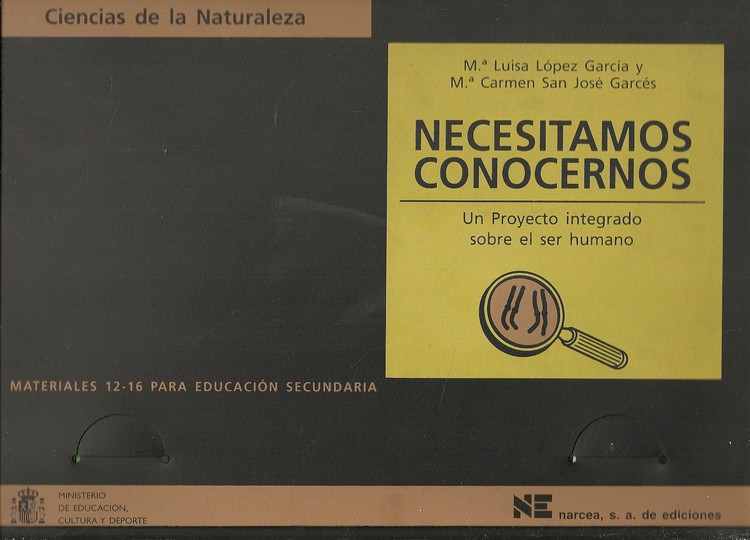 Ciencias de la Naturaleza
M.ª Luisa López García y
M.ª Carmen San José Garcés
NECESITAMOS
CONOCERNOS
Un Proyecto integrado
sobre el ser humano
MATERIALES 12-16 PARA EDUCACIÓN SECUNDARIA
MINISTERIO
DE EDUCACIÓN,
CULTURA Y DEPORTE
NE narcea, s. a. de ediciones